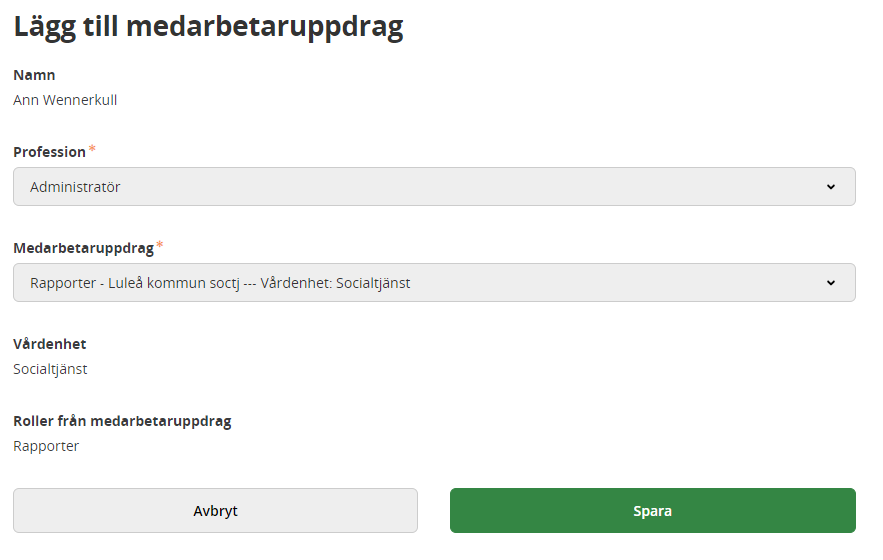 Lägg till medarbetaruppdrag
Namn
Ann Wennerkull
Profession *
Administratör
Medarbetaruppdrag *
Rapporter - Luleå kommun soctj --- Vårdenhet: Socialtjänst
Vårdenhet
Socialtjänst
Roller från medarbetaruppdrag
Rapporter
Avbryt
Spara